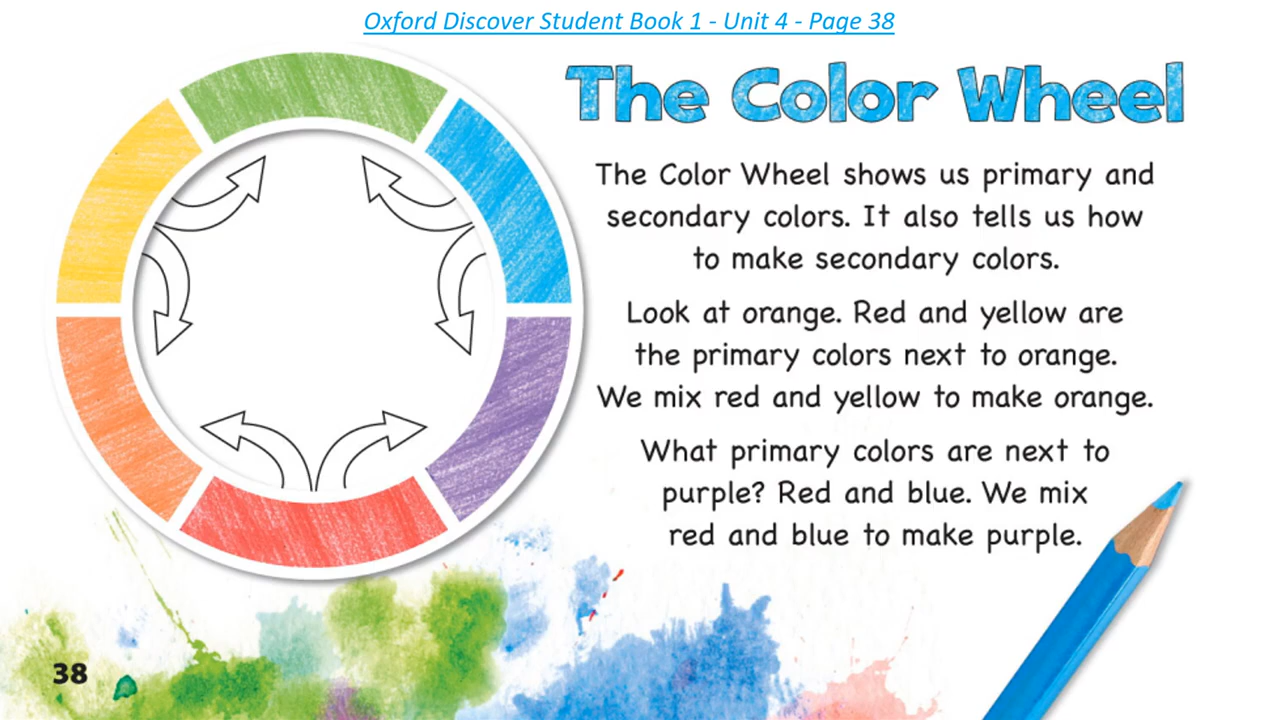 Oxford Discover Student Book 1 - Unit 4 - Page 38
The Color Wheel
The Color Wheel shows us primary and
secondary colors. It also tells us how
to make secondary colors.
Look at orange. Red and yellow are
the primary colors next to orange.
We mix red and yellow to make orange.
What primary colors are next to
purple? Red and blue. We mix
red and blue to make purple.
38